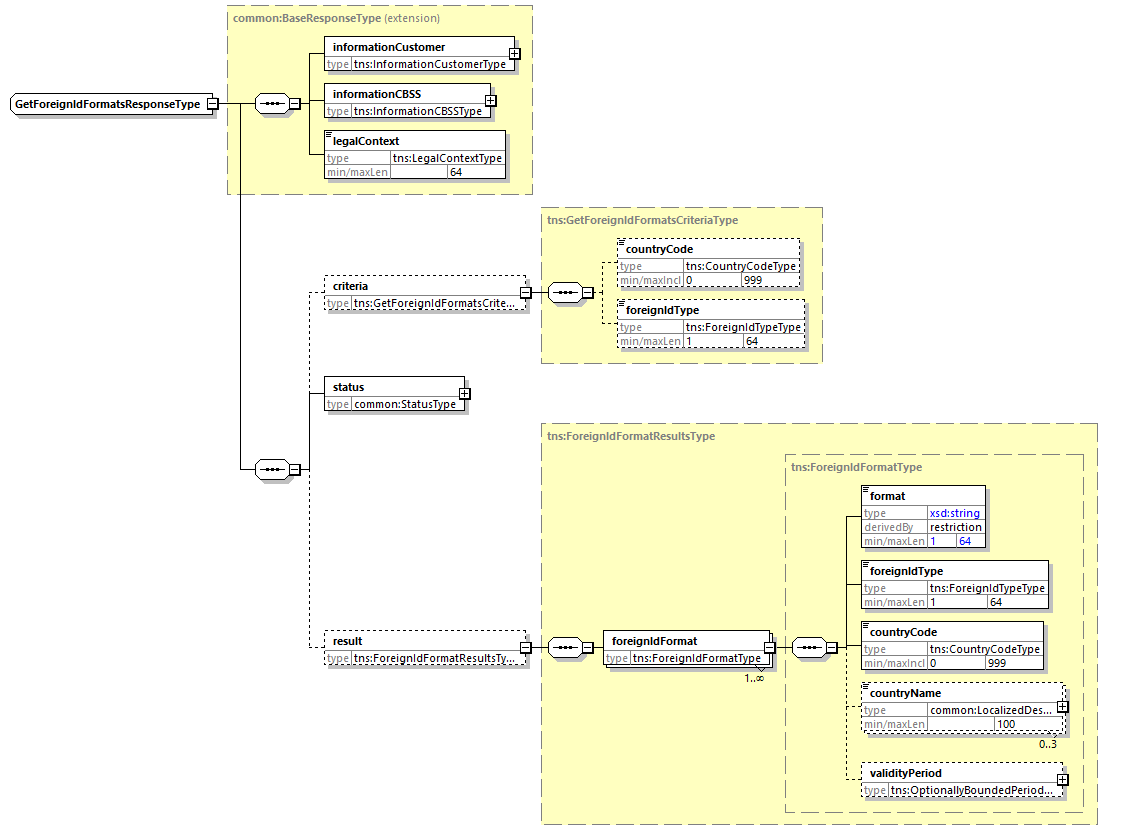 common:BaseResponseType (extension)
informationCustomer
type tns:InformationCustomerType
GetForeignIdFormatsResponseType
informationCBSS
type tns:InformationCBSSType
legalContext
type tns:LegalContextType
min/maxLen 64
tns:GetForeignIdFormatsCriteriaType
countryCode
type tns:CountryCodeType
min/maxIncl 0 999
criteria
type tns:GetForeignIdFormatsCrite...
foreignIdType
type tns:ForeignIdTypeType
min/maxLen 1 64
status
type common:StatusType
tns:ForeignIdFormatResultsType
tns:ForeignIdFormatType
format
type xsd:string
derivedBy restriction
min/maxLen 1 64
foreignIdType
type tns:ForeignIdTypeType
min/maxLen 1 64
result
type tns:ForeignIdFormatResultsTy...
foreignIdFormat
type tns:ForeignIdFormatType
1..∞
countryCode
type tns:CountryCodeType
min/maxIncl 0 999
countryName
type common:LocalizedDes...
min/maxLen 100
0..3
validityPeriod
type tns:OptionallyBoundedPeriod...